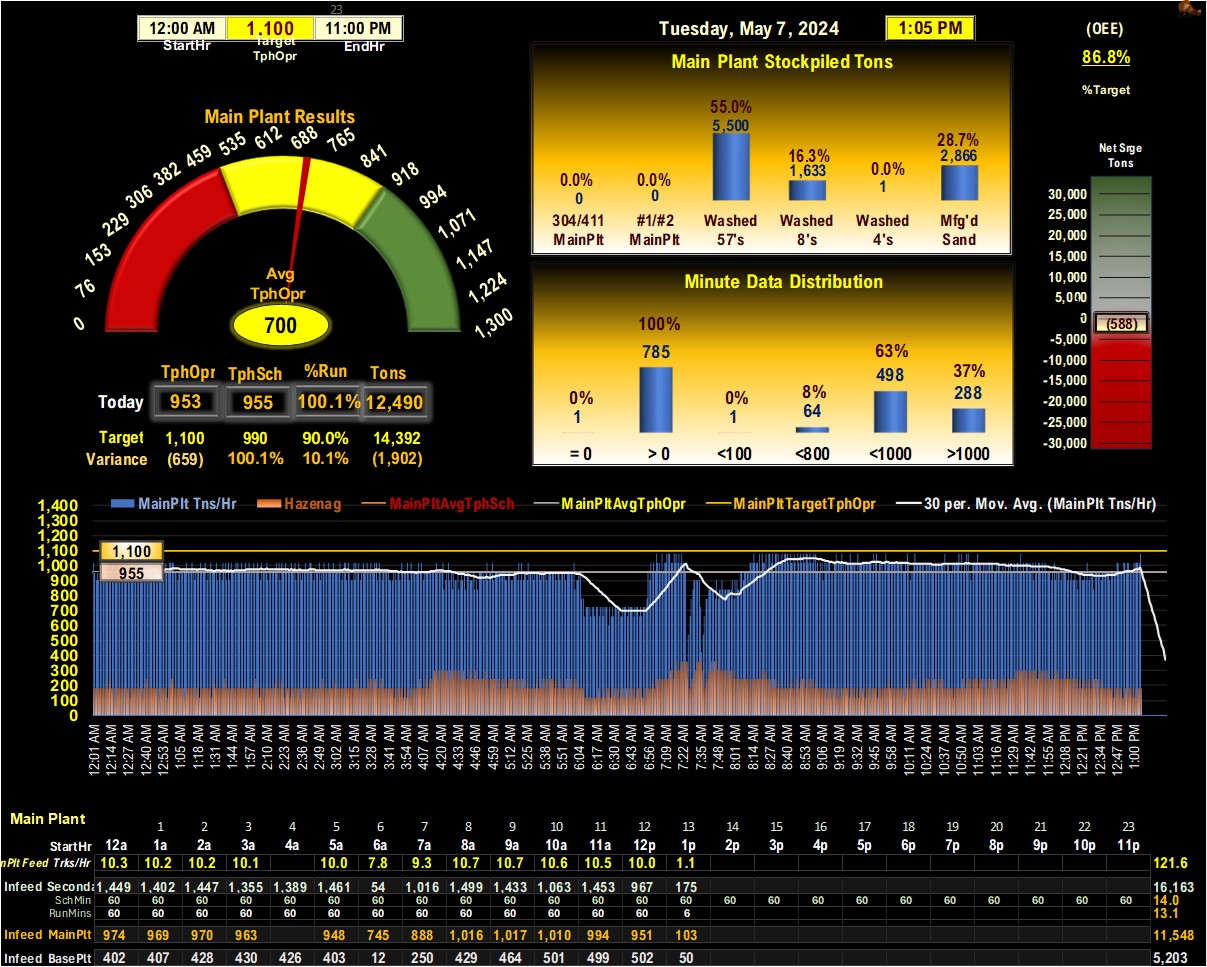 23
12:00 AM 1,100 11:00 PM
StartHr Target TphOpr EndHr
Tuesday, May 7, 2024 1:05 PM
(OEE)
86.8%
%Target
Main Plant Results
0 76 153 229 306 382 459 535 612 688 765 841 918 994 1,071 1,147 1,224 1,300
Avg
TphOpr
700
TphOpr TphSch %Run Tons
Today 953 955 100.1% 12,490
Target 1,100 990 90.0% 14,392
Variance (659) 100.1% 10.1% (1,902)
Main Plant Stockpiled Tons
0.0% 0.0% 55.0% 16.3% 0.0% 28.7%
0 0 5,500 1,633 1 2,866
304/411 #1/#2 Washed Washed Washed Mfg'd
MainPlt MainPlt 57's 8's 4's Sand
Minute Data Distribution
0% 100% 0% 8% 63% 37%
1 785 1 64 498 288
= 0 > 0 <100 <800 <1000 >1000
Net Srge
Tons
30,000
25,000
20,000
15,000
10,000
5,000
0
(588)
-5,000
-10,000
-15,000
-20,000
-25,000
-30,000
MainPlt Tns/Hr Hazenag MainPltAvgTphSch MainPltAvgTphOpr MainPltTargetTphOpr 30 per. Mov. Avg. (MainPlt Tns/Hr)
1,400
1,300
1,200
1,100
1,000
900
800
700
600
500
400
300
200
100
0
1,100
955
12:01 AM 12:14 AM 12:27 AM 12:40 AM 12:53 AM 1:05 AM 1:18 AM 1:31 AM 1:44 AM 1:57 AM 2:10 AM 2:23 AM 2:36 AM 2:49 AM 3:02 AM 3:15 AM 3:28 AM 3:41 AM 3:54 AM 4:07 AM 4:20 AM 4:33 AM 4:46 AM 4:59 AM 5:12 AM 5:25 AM 5:38 AM 5:51 AM 6:04 AM 6:17 AM 6:30 AM 6:43 AM 6:56 AM 7:09 AM 7:22 AM 7:35 AM 7:48 AM 8:01 AM 8:14 AM 8:27 AM 8:40 AM 8:53 AM 9:06 AM 9:19 AM 9:32 AM 9:45 AM 9:58 AM 10:11 AM 10:24 AM 10:37 AM 10:50 AM 11:03 AM 11:16 AM 11:29 AM 11:42 AM 11:55 AM 12:08 PM 12:21 PM 12:34 PM 12:47 PM 1:00 PM
Main Plant
1 2 3 4 5 6 7 8 9 10 11 12 13 14 15 16 17 18 19 20 21 22 23
StartHr 12a 1a 2a 3a 4a 5a 6a 7a 8a 9a 10a 11a 12p 1p 2p 3p 4p 5p 6p 7p 8p 9p 10p 11p
nPlt Feed Trks/Hr 10.3 10.2 10.2 10.1 10.0 7.8 9.3 10.7 10.7 10.6 10.5 10.0 1.1 121.6
Infeed Seconda 1,449 1,402 1,447 1,355 1,389 1,461 54 1,016 1,499 1,433 1,063 1,453 967 175 16,163
SchMin 60 60 60 60 60 60 60 60 60 60 60 60 60 60 60 60 60 60 60 60 60 60 60 60 14.0
RunMins 60 60 60 60 60 60 60 60 60 60 60 60 60 6 13.1
Infeed MainPlt 974 969 970 963 948 745 888 1,016 1,017 1,010 994 951 103 11,548
Infeed BasePlt 402 407 428 430 426 403 12 250 429 464 501 499 502 50 5,203